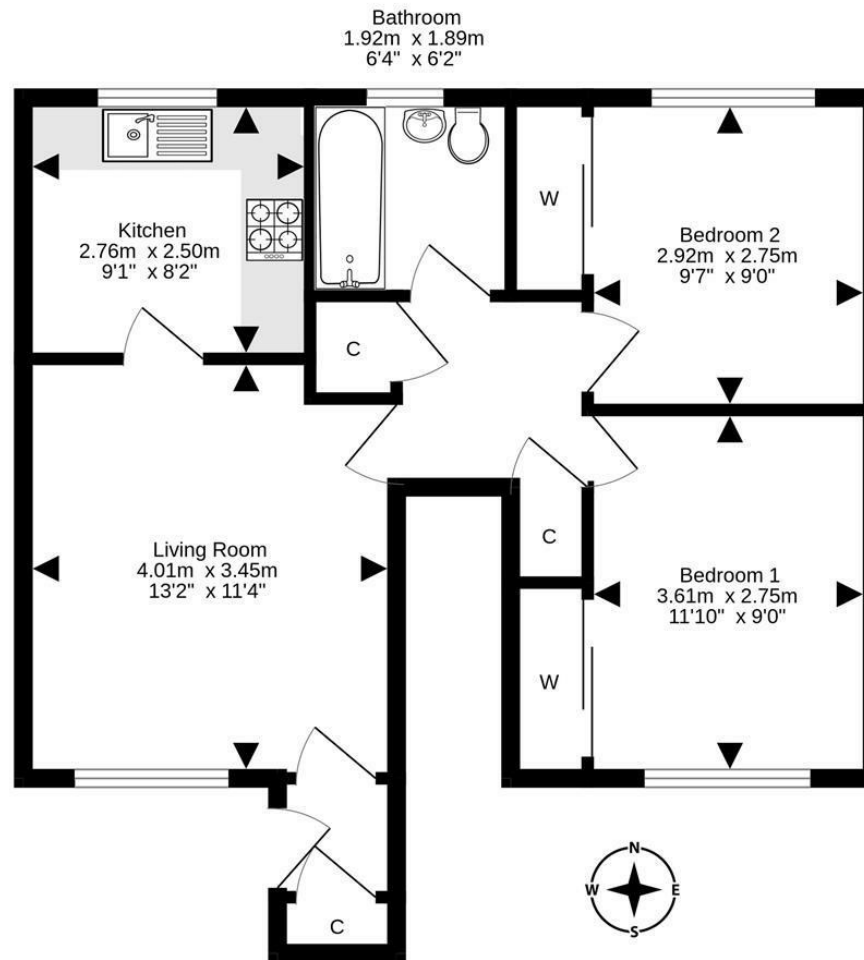 Bathroom
1.92m x 1.89m
6'4" x 6'2"
Kitchen
2.76m x 2.50m
9'1" x 8'2"
W
Bedroom 2
2.92m x 2.75m
9'7" x 9'0"
C
Living Room
4.01m x 3.45m
13'2" x 11'4"
C
Bedroom 1
3.61m x 2.75m
11'10" x 9'0"
W
C
N
W
E
S